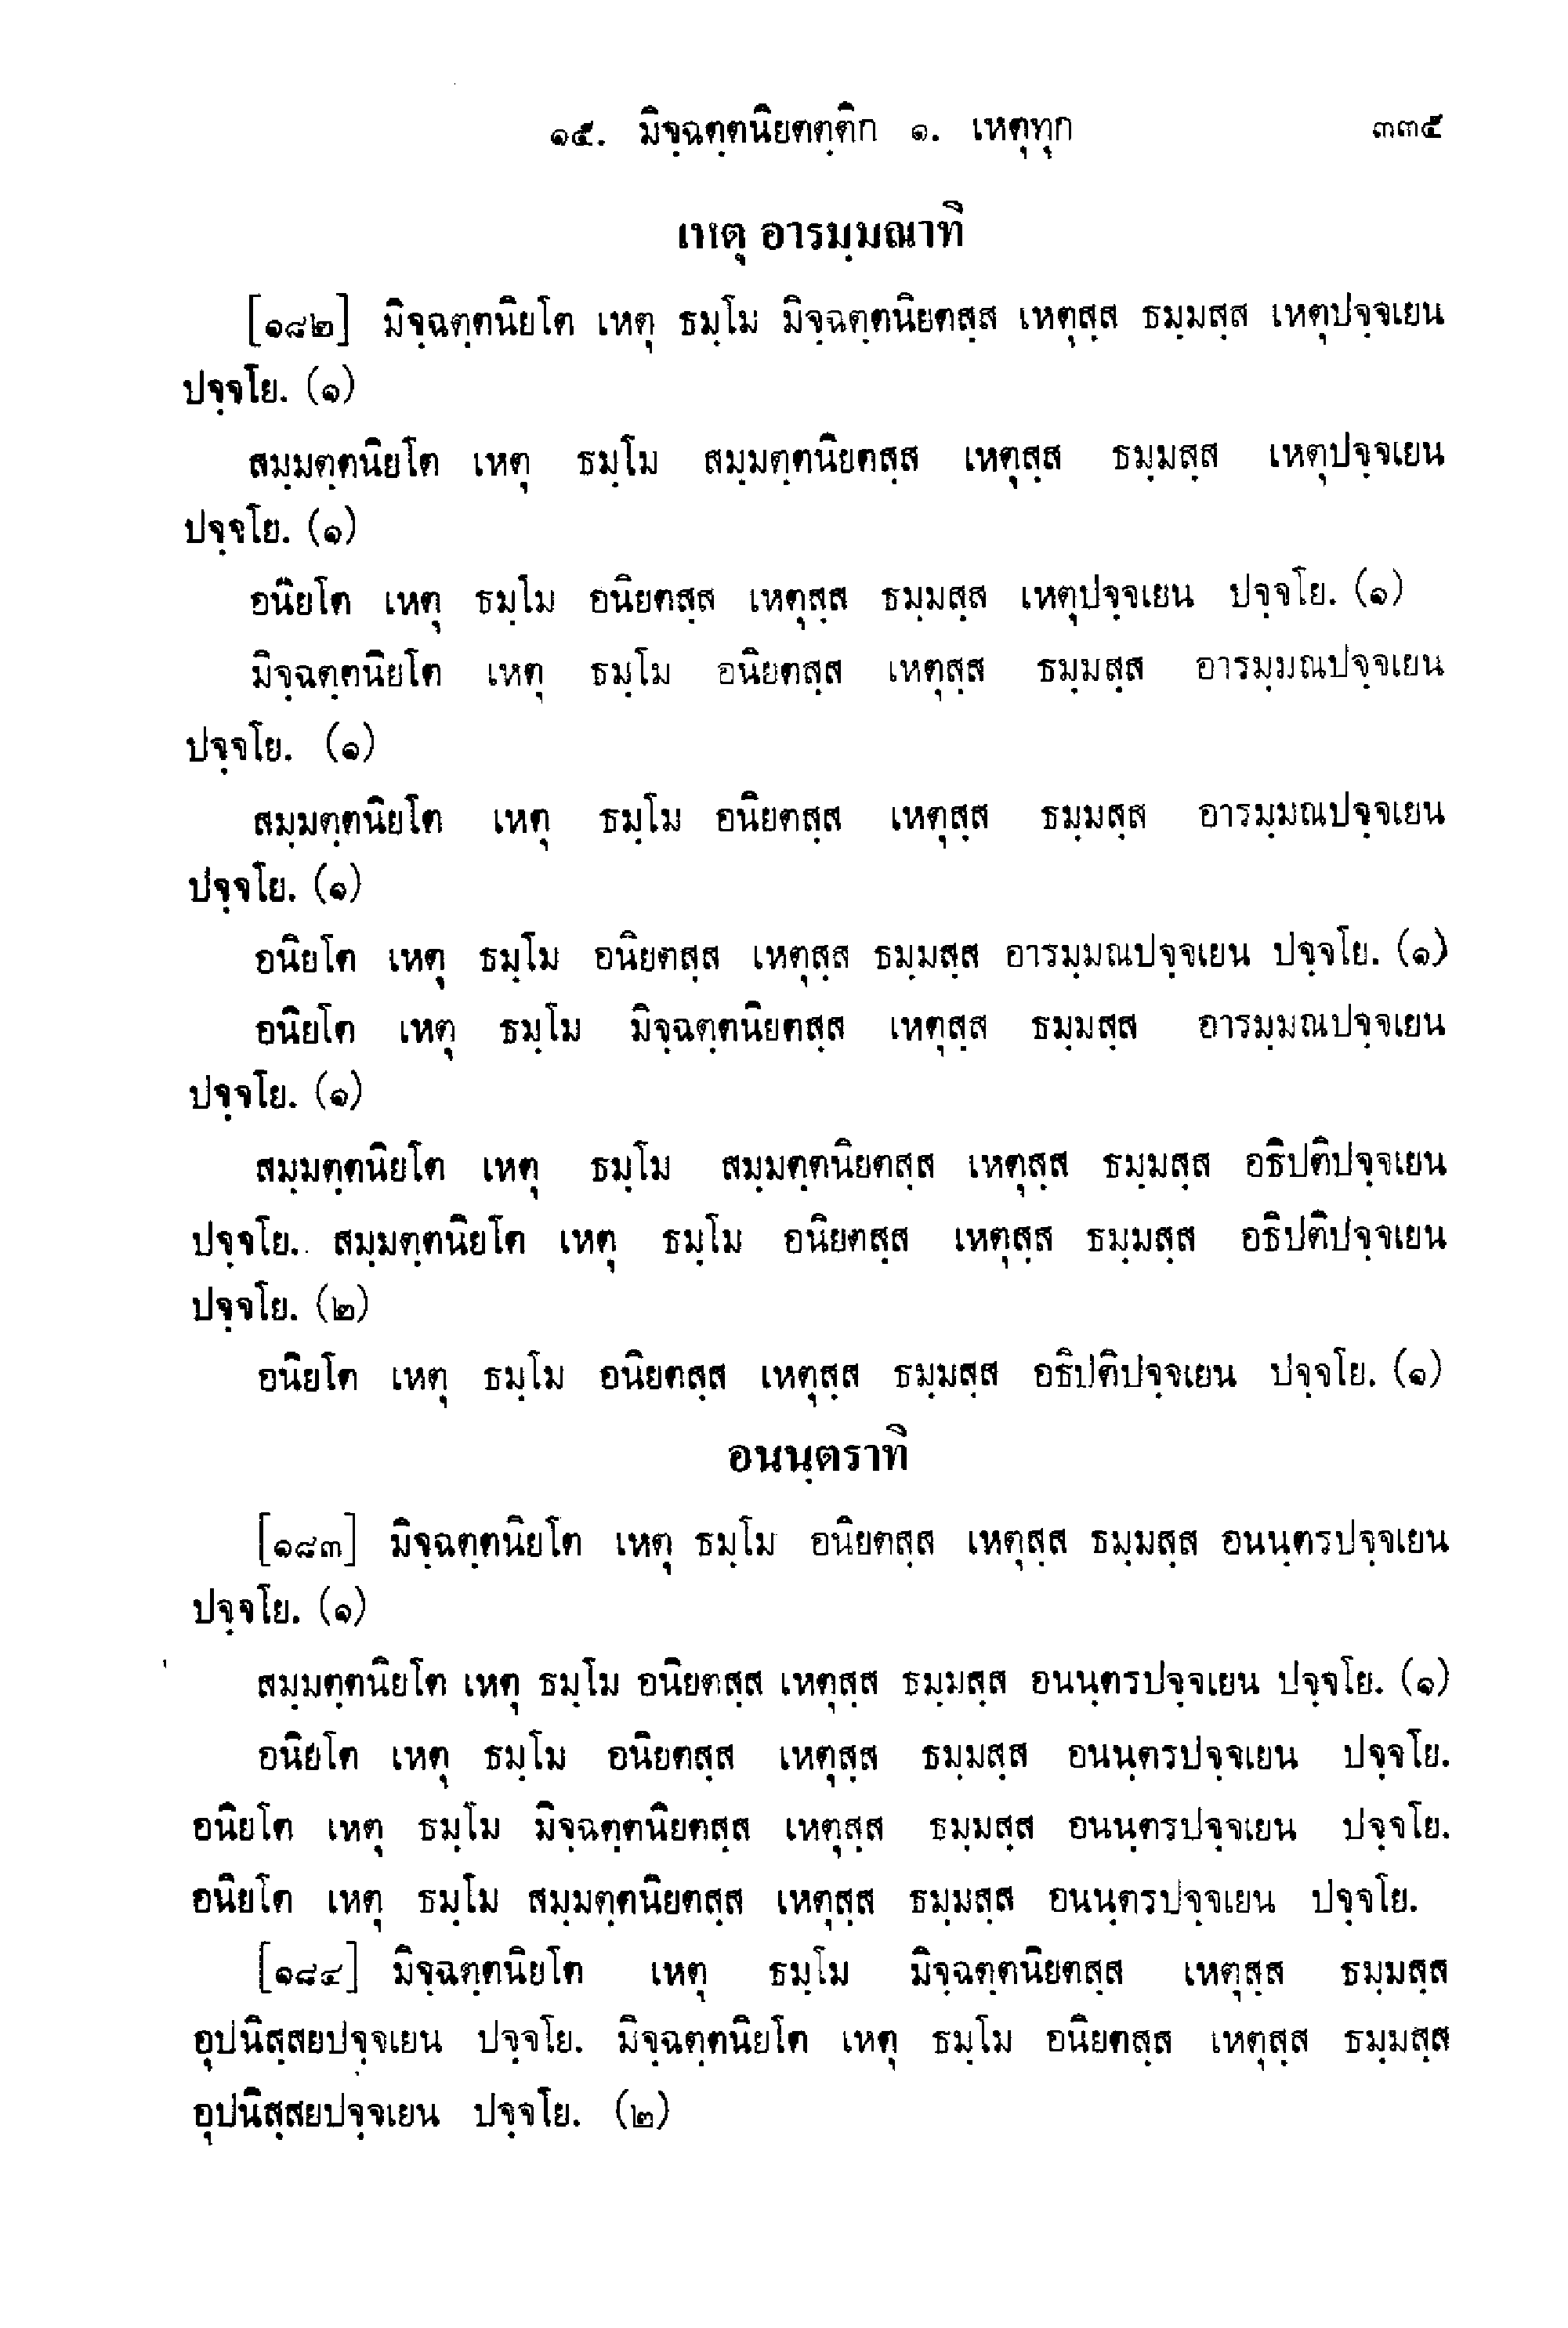 ๑๕. มิจฺฉตฺตนิยตตฺติก ๑. เหตุทุก ๓๓๕
เหตุ อารมฺมณาทิ
[๑๘๒] มิจฺฉตฺตนิยโต เหตุ ธมฺโม มิจฺฉตฺตนิยตสฺส เหตุสฺส ธมฺมสฺส เหตุปจฺจเยน
ปจฺจโย. (๑)
สมฺมตฺตนิยโต เหตุ ธมฺโม สมฺมตฺตนิยตสฺส เหตุสฺส ธมฺมสฺส เหตุปจฺจเยน
ปจฺจโย. (๑)
อนิยโต เหตุ ธมฺโม อนิยตสฺส เหตุสฺส ธมฺมสฺส เหตุปจฺจเยน ปจฺจโย. (๑)
มิจฺฉตฺตนิยโต เหตุ ธมฺโม อนิยตสฺส เหตุสฺส ธมฺมสฺส อารมฺมณปจฺจเยน
ปจฺจโย. (๑)
สมฺมตฺตนิยโต เหตุ ธมฺโม อนิยตสฺส เหตุสฺส ธมฺมสฺส อารมฺมณปจฺจเยน
ปจฺจโย. (๑)
อนิยโต เหตุ ธมฺโม อนิยตสฺส เหตุสฺส ธมฺมสฺส อารมฺมณปจฺจเยน ปจฺจโย. (๑)
อนิยโต เหตุ ธมฺโม มิจฺฉตฺตนิยตสฺส เหตุสฺส ธมฺมสฺส อารมฺมณปจฺจเยน
ปจฺจโย. (๑)
สมฺมตฺตนิยโต เหตุ ธมฺโม สมฺมตฺตนิยตสฺส เหตุสฺส ธมฺมสฺส อธิปติปจฺจเยน
ปจฺจโย. สมฺมตฺตนิยโต เหตุ ธมฺโม อนิยตสฺส เหตุสฺส ธมฺมสฺส อธิปติปจฺจเยน
ปจฺจโย. (๒)
อนิยโต เหตุ ธมฺโม อนิยตสฺส เหตุสฺส ธมฺมสฺส อธิปติปจฺจเยน ปจฺจโย. (๑)
อนนฺตราทิ
[๑๘๓] มิจฺฉตฺตนิยโต เหตุ ธมฺโม อนิยตสฺส เหตุสฺส ธมฺมสฺส อนนฺตรปจฺจเยน
ปจฺจโย. (๑)
สมฺมตฺตนิยโต เหตุ ธมฺโม อนิยตสฺส เหตุสฺส ธมฺมสฺส อนนฺตรปจฺจเยน ปจฺจโย. (๑)
อนิยโต เหตุ ธมฺโม อนิยตสฺส เหตุสฺส ธมฺมสฺส อนนฺตรปจฺจเยน ปจฺจโย.
อนิยโต เหตุ ธมฺโม มิจฺฉตฺตนิยตสฺส เหตุสฺส ธมฺมสฺส อนนฺตรปจฺจเยน ปจฺจโย.
อนิยโต เหตุ ธมฺโม สมฺมตฺตนิยตสฺส เหตุสฺส ธมฺมสฺส อนนฺตรปจฺจเยน ปจฺจโย.
[๑๘๔] มิจฺฉตฺตนิยโต เหตุ ธมฺโม มิจฺฉตฺตนิยตสฺส เหตุสฺส ธมฺมสฺส
อุปนิสฺสยปจฺจเยน ปจฺจโย. มิจฺฉตฺตนิยโต เหตุ ธมฺโม อนิยตสฺส เหตุสฺส ธมฺมสฺส
อุปนิสฺสยปจฺจเยน ปจฺจโย. (๒)